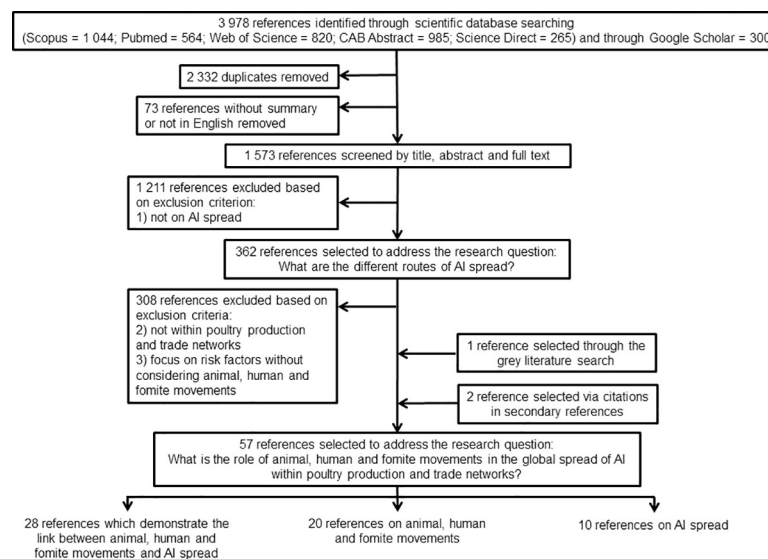 3 978 references identified through scientific database searching
(Scopus = 1 044; Pubmed = 564; Web of Science = 820; CAB Abstract = 985; Science Direct = 265) and through Google Scholar = 300
2 332 duplicates removed
73 references without summary
or not in English removed
1 573 references screened by title, abstract and full text
1 211 references excluded based
on exclusion criterion:
1) not on AI spread
362 references selected to address the research question:
What are the different routes of AI spread?
308 references excluded based on
exclusion criteria:
2) not within poultry production
and trade networks
3) focus on risk factors without
considering animal, human and
fomite movements
1 reference selected through the
grey literature search
2 reference selected via citations
in secondary references
57 references selected to address the research question:
What is the role of animal, human and fomite movements in the global spread of AI
within poultry production and trade networks?
28 references which demonstrate the
link between animal, human and
fomite movements and AI spread
20 references on animal, human
and fomite movements
10 references on AI spread